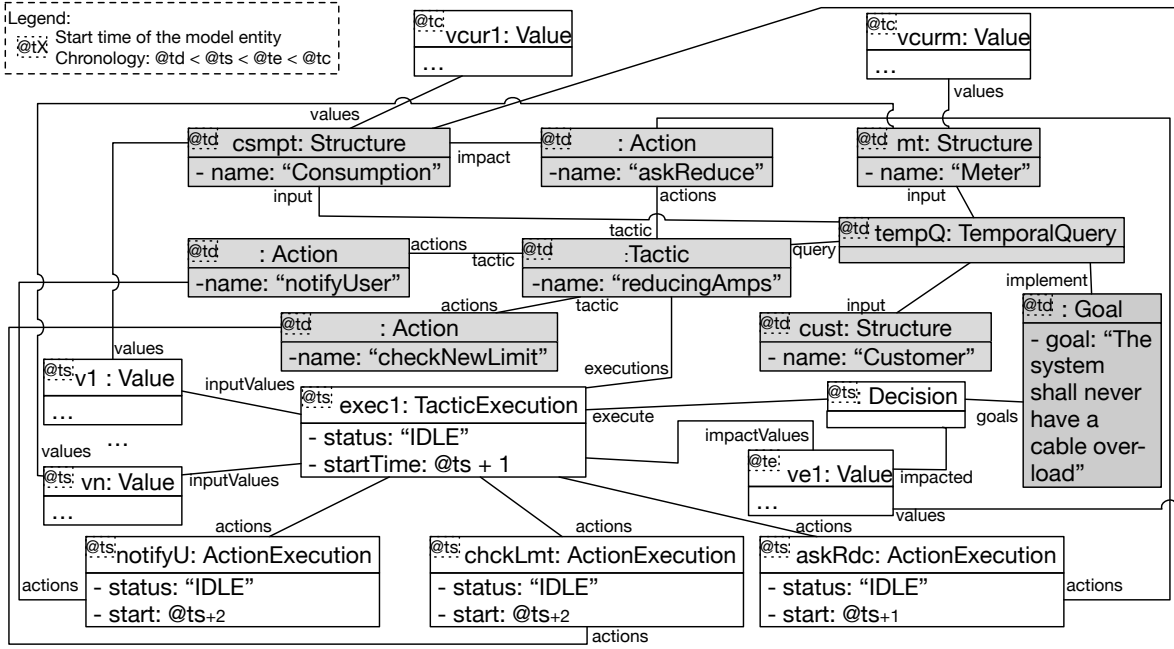 Legend:
@tX Start time of the model entity
Chronology: @td < @ts < @te < @tc
@tc vcur1: Value
...
@tc vcurm: Value
...
values
values
@td csmpt: Structure
- name: “Consumption”
impact
@td : Action
-name: “askReduce”
@td mt: Structure
- name: “Meter”
input
actions
input
@td : Action
-name: “notifyUser”
actions
tactic
tactic
@td :Tactic
-name: “reducingAmps”
query
@td tempQ: TemporalQuery
implement
actions
tactic
input
@td : Action
-name: “checkNewLimit”
@td cust: Structure
- name: “Customer”
@td : Goal
- goal: “The
system
shall never
have a
cable over-
load”
values
executions
@ts v1 : Value
...
inputValues
@ts exec1: TacticExecution
- status: “IDLE”
- startTime: @ts + 1
execute
@ts : Decision
goals
...
values
impactValues
@ts vn: Value
...
inputValues
@te ve1: Value
...
impacted
values
actions
actions
actions
@ts notifyU: ActionExecution
- status: “IDLE”
- start: @ts+2
@ts chckLmt: ActionExecution
- status: “IDLE”
- start: @ts+2
@ts askRdc: ActionExecution
- status: “IDLE”
- start: @ts+1
actions
actions
actions